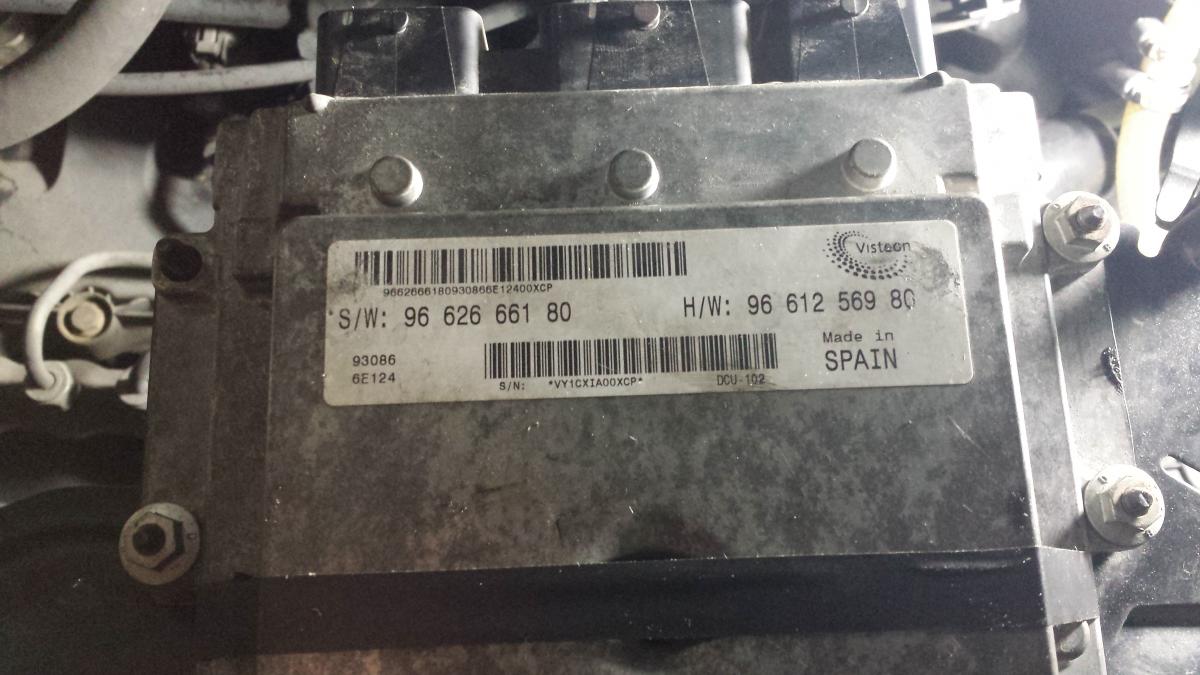 Visteon
9662666180930866E12400XCP
S/W: 96 626 661 80
H/W: 96 612 569 80
93086
6E124
S/N: *VY1CXIA00XCP*
DCU-102
Made in
SPAIN